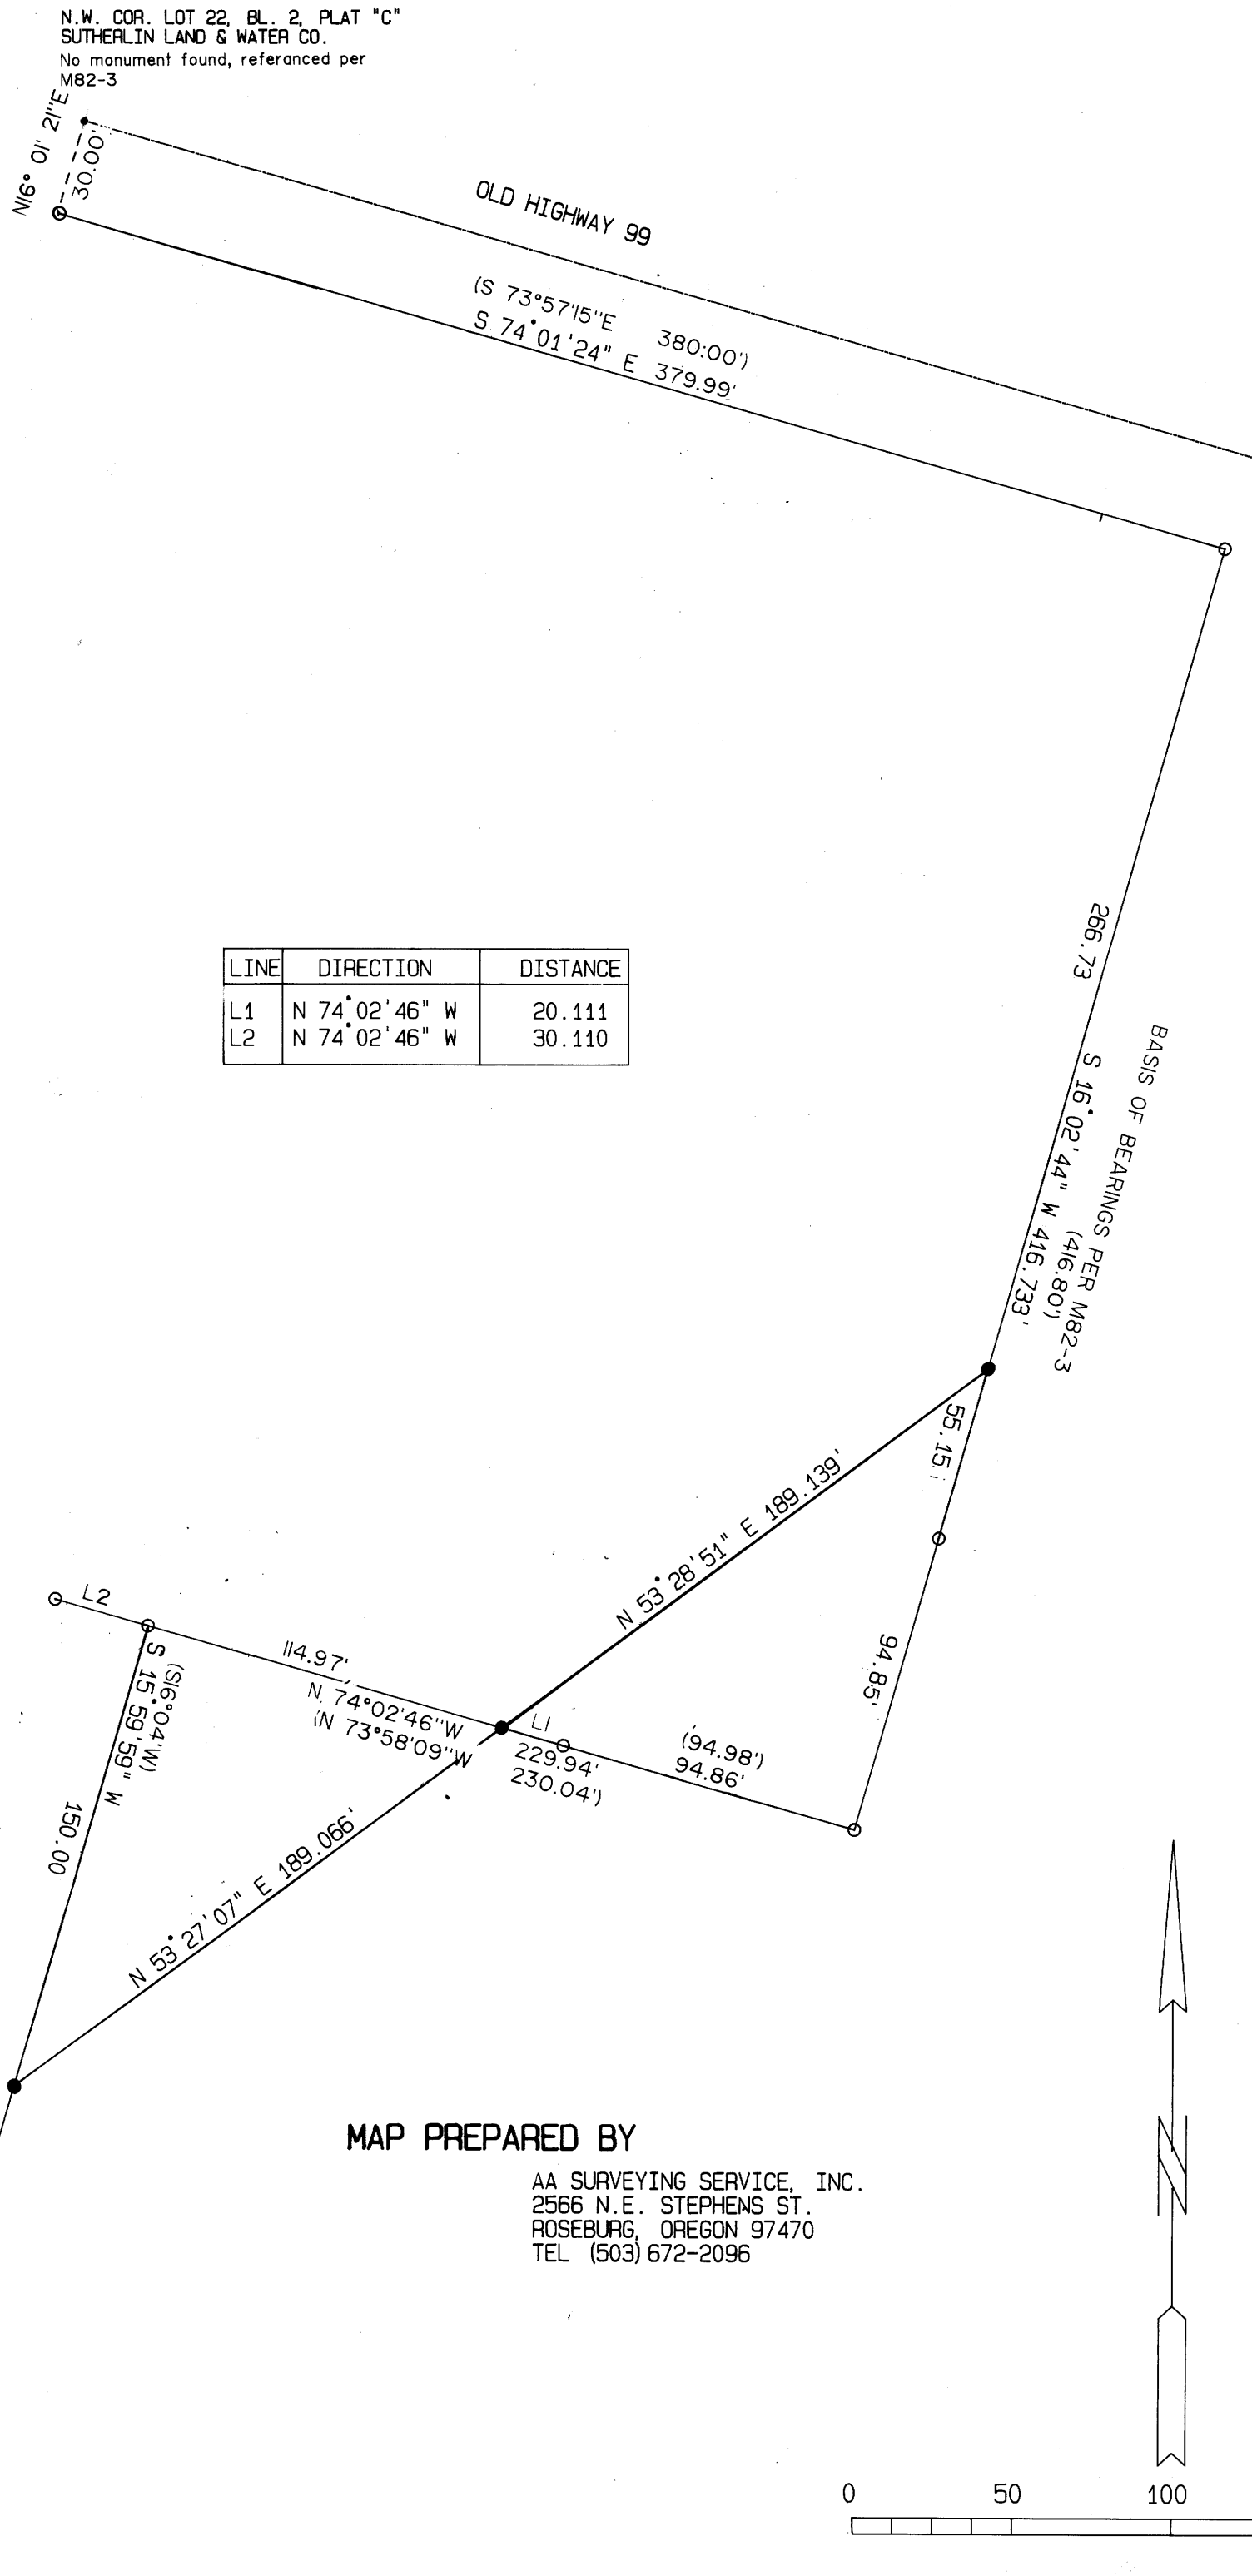 N.W. COR. LOT 22, BL. 2, PLAT "C"
SUTHERLIN LAND & WATER CO.
No monument found, referanced per
M82-3
N16° 01' 21"E
30.00'
OLD HIGHWAY 99
(S 73°57'15"E 380.00')
S 74°01'24" E 379.99'
266.73
BASIS OF BEARINGS PER M82-3
(416.80')
S 16°02'44" W 416.733'
LINE DIRECTION DISTANCE
L1 N 74°02'46" W 20.111
L2 N 74°02'46" W 30.110
55.15
N 53°28'51" E 189.139'
94.85'
L2
114.97'
N 74°02'46"W
(N 73°58'09"W
L1
229.94'
230.04')
(94.98')
94.86'
(S16°04'W)
S 15°59'59" W
150.00
N 53°27'07" E 189.066'
MAP PREPARED BY
AA SURVEYING SERVICE, INC.
2566 N.E. STEPHENS ST.
ROSEBURG, OREGON 97470
TEL (503) 672-2096
N
0 50 100